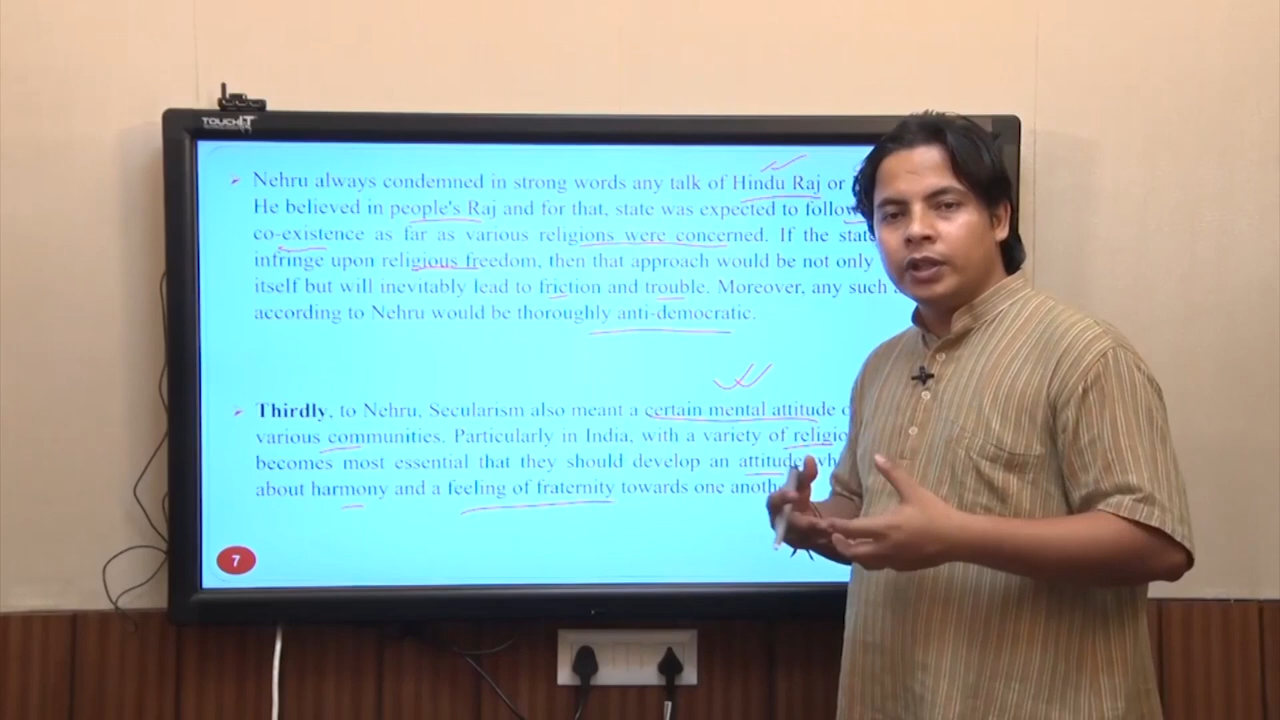 TOUCHIT
Nehru always condemned in strong words any talk of Hindu Raj or
He believed in people's Raj and for that, state was expected to follow
co-existence as far as various religions were concerned. If the state
infringe upon religious freedom, then that approach would be not only
itself but will inevitably lead to friction and trouble. Moreover, any such
according to Nehru would be thoroughly anti-democratic.
Thirdly, to Nehru, Secularism also meant a certain mental attitude
various communities. Particularly in India, with a variety of
becomes most essential that they should develop an attitude
about harmony and a feeling of fraternity towards one
7